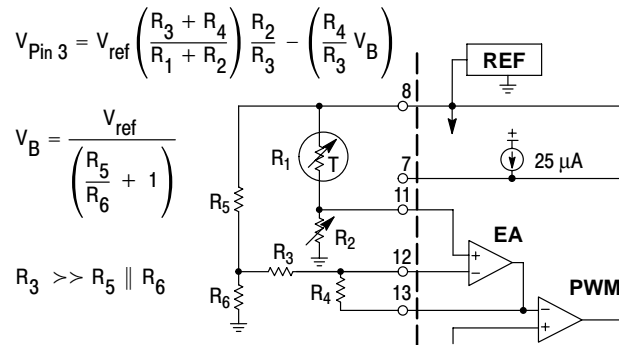 V_Pin 3 = V_ref ( (R_3 + R_4) / (R_1 + R_2) ) R_2 / R_3 − ( R_4 / R_3 V_B )
V_B = V_ref / ( R_5 / R_6 + 1 )
R_3 >> R_5 || R_6
REF
8
R_1
T
7
25 µA
11
R_5
R_2
EA
+
−
R_3
12
PWM
R_6
R_4
13
−
+
+